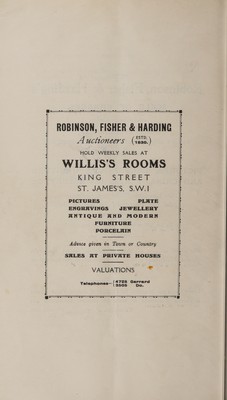 ROBINSON, FISHER & HARDING
Auctioneers (ESTD. 1830.)
HOLD WEEKLY SALES AT
WILLIS'S ROOMS
KING STREET
ST. JAMES'S, S.W.1
PICTURES PLATE
ENGRAVINGS JEWELLERY
ANTIQUE AND MODERN
FURNITURE
PORCELAIN
Advice given in Town or Country
SALES AT PRIVATE HOUSES
VALUATIONS
Telephones— { 4725 Gerrard
Do.